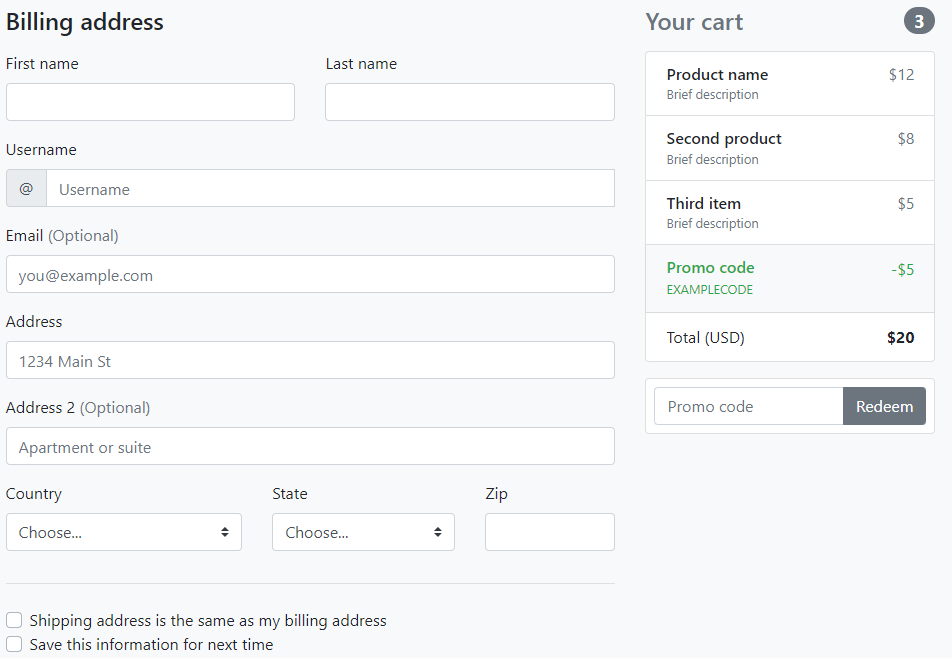 Billing address
First name
Last name
Username
@
Username
Email (Optional)
you@example.com
Address
1234 Main St
Address 2 (Optional)
Apartment or suite
Country
State
Zip
Choose...
Choose...
Shipping address is the same as my billing address
Save this information for next time
Your cart
3
Product name
$12
Brief description
Second product
$8
Brief description
Third item
$5
Brief description
Promo code
-$5
EXAMPLECODE
Total (USD)
$20
Promo code
Redeem